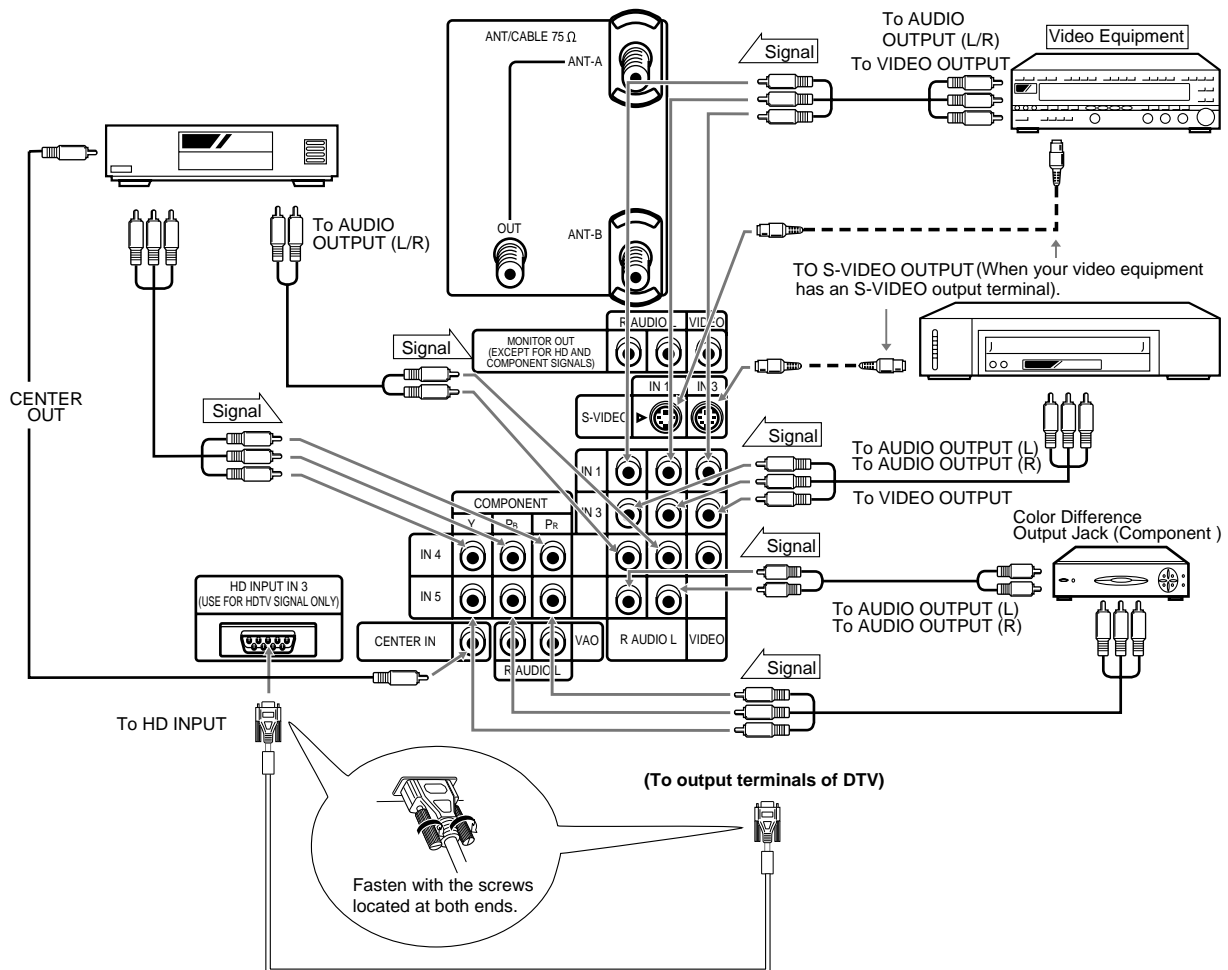 ANT/CABLE 75 Ω
ANT-A
OUT
ANT-B
Signal
To AUDIO
OUTPUT (L/R)
To VIDEO OUTPUT
Video Equipment
To AUDIO
OUTPUT (L/R)
TO S-VIDEO OUTPUT (When your video equipment
has an S-VIDEO output terminal).
R AUDIO L
VIDEO
MONITOR OUT
(EXCEPT FOR HD AND
COMPONENT SIGNALS)
Signal
CENTER
OUT
Signal
IN 1
IN 3
S-VIDEO
Signal
To AUDIO OUTPUT (L)
To AUDIO OUTPUT (R)
To VIDEO OUTPUT
IN 1
IN 3
COMPONENT
Y PB PR
IN 4
IN 5
Signal
Color Difference
Output Jack (Component )
To AUDIO OUTPUT (L)
To AUDIO OUTPUT (R)
HD INPUT IN 3
(USE FOR HDTV SIGNAL ONLY)
CENTER IN
VAO
R AUDIO L
VIDEO
R AUDIO L
Signal
To HD INPUT
(To output terminals of DTV)
Fasten with the screws
located at both ends.